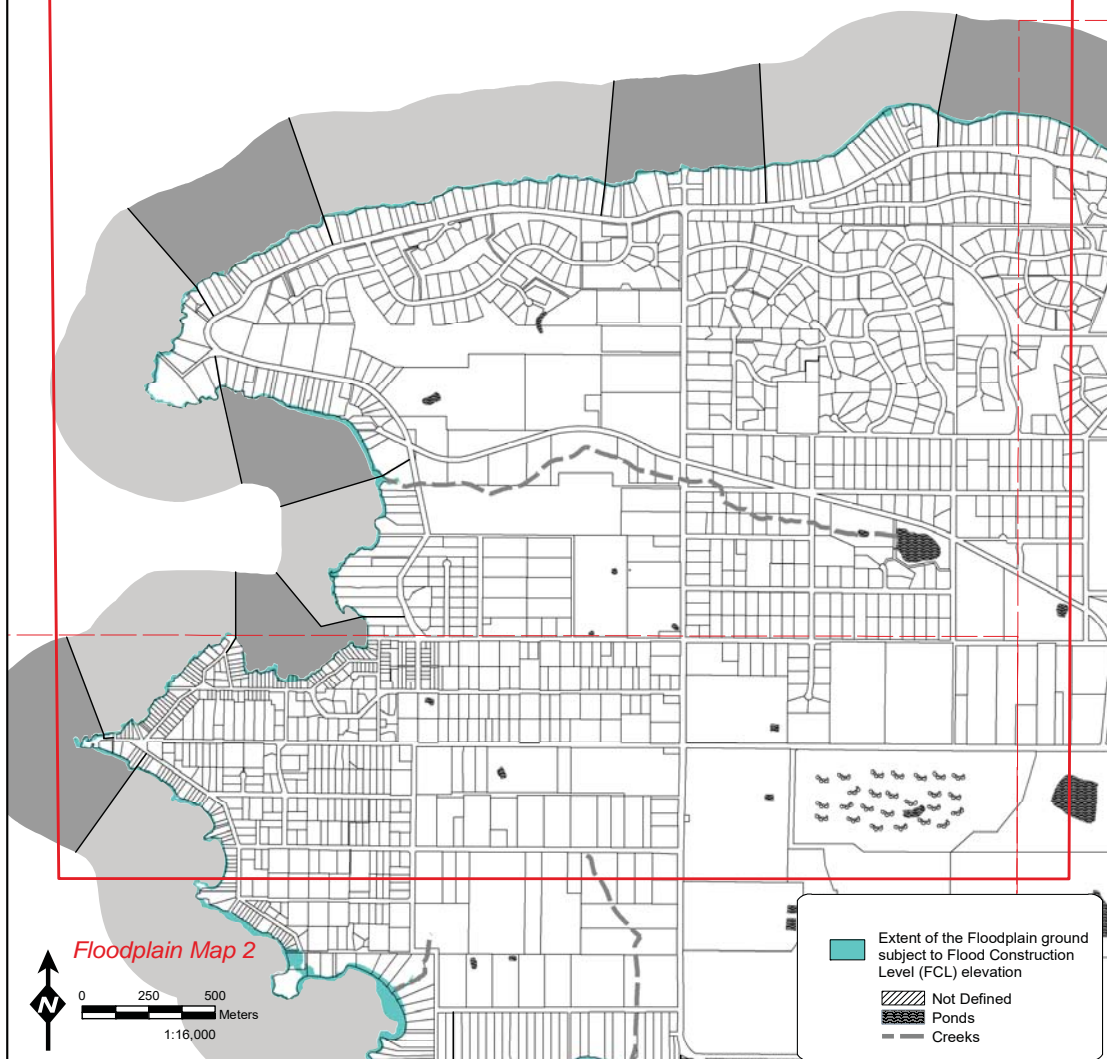 Floodplain Map 2
N
0 250 500
Meters
1:16,000
Extent of the Floodplain ground
subject to Flood Construction
Level (FCL) elevation
Not Defined
Ponds
Creeks